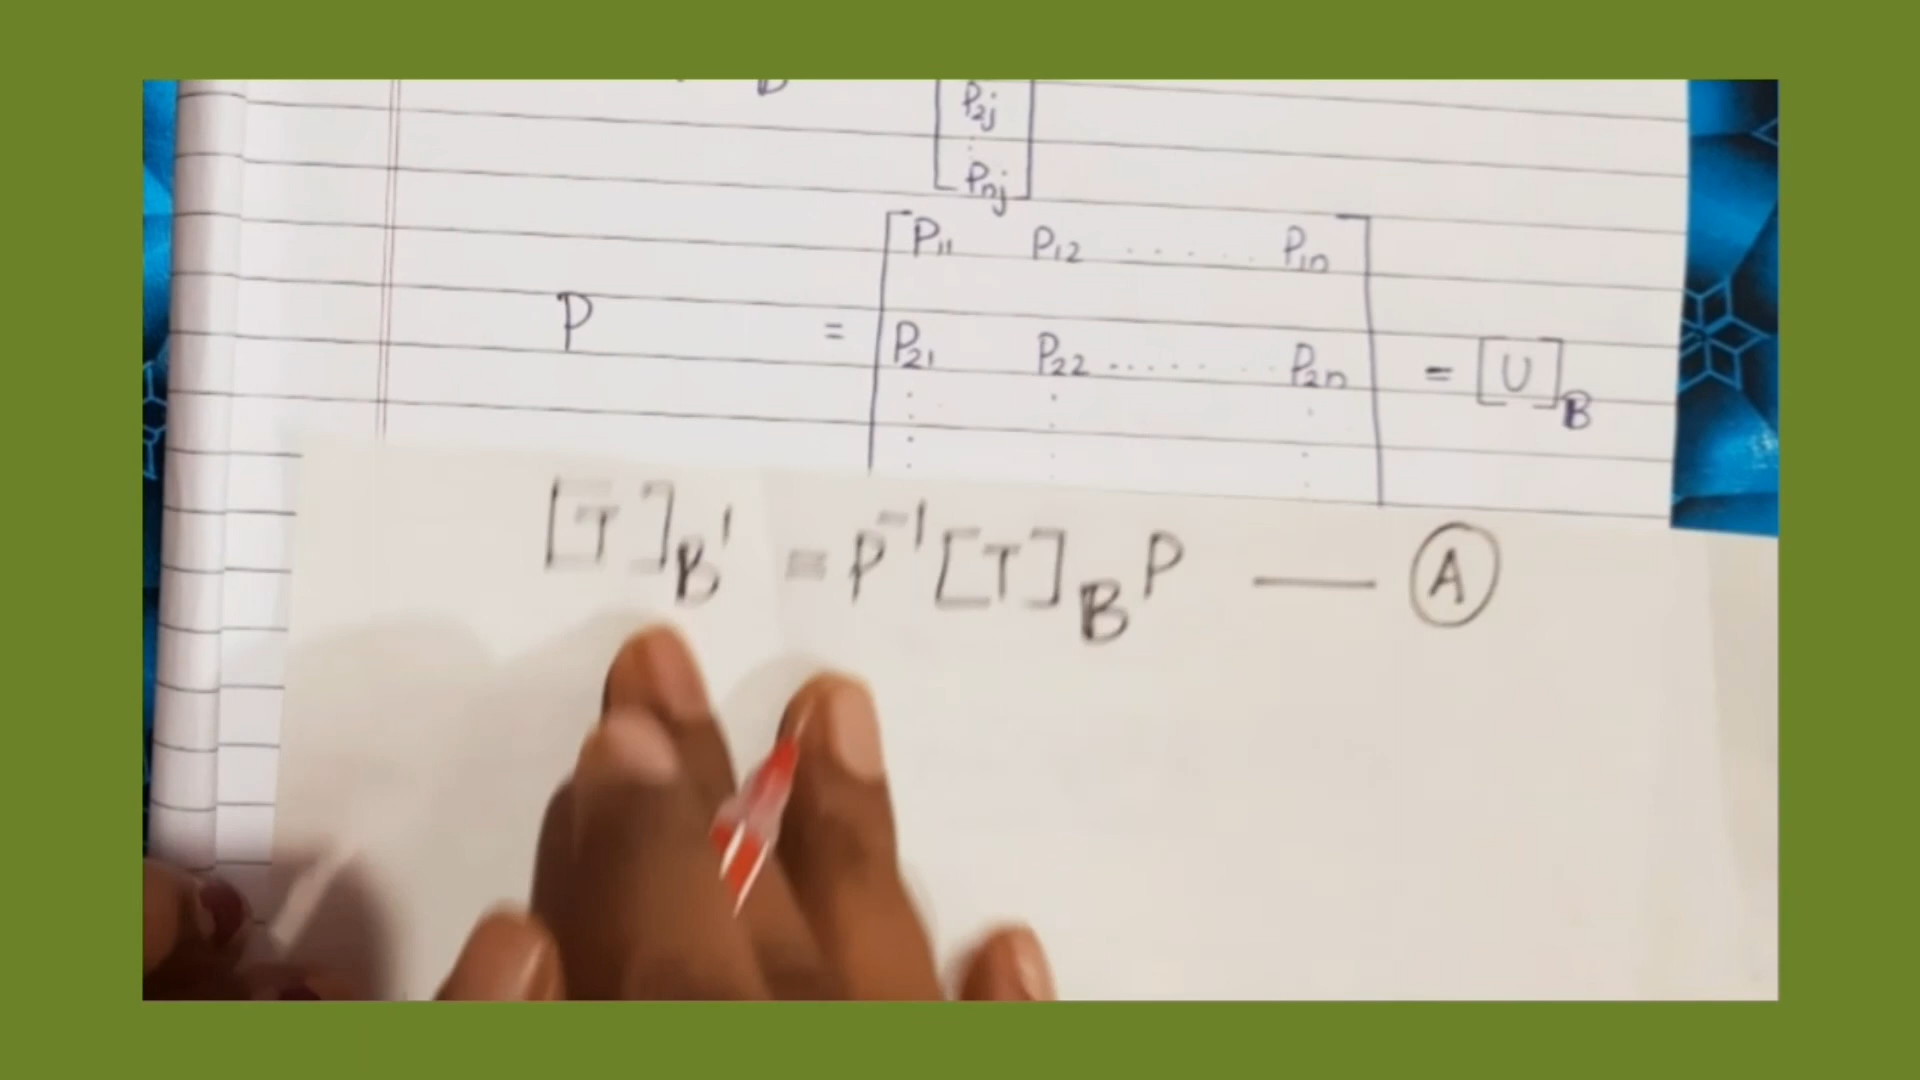 P2j
:
Pnj
P11 P12 ..... P1n
P = P21 P22 ...... P2n = [U]B
: : :
[T]B' = P⁻¹[T]B P — (A)